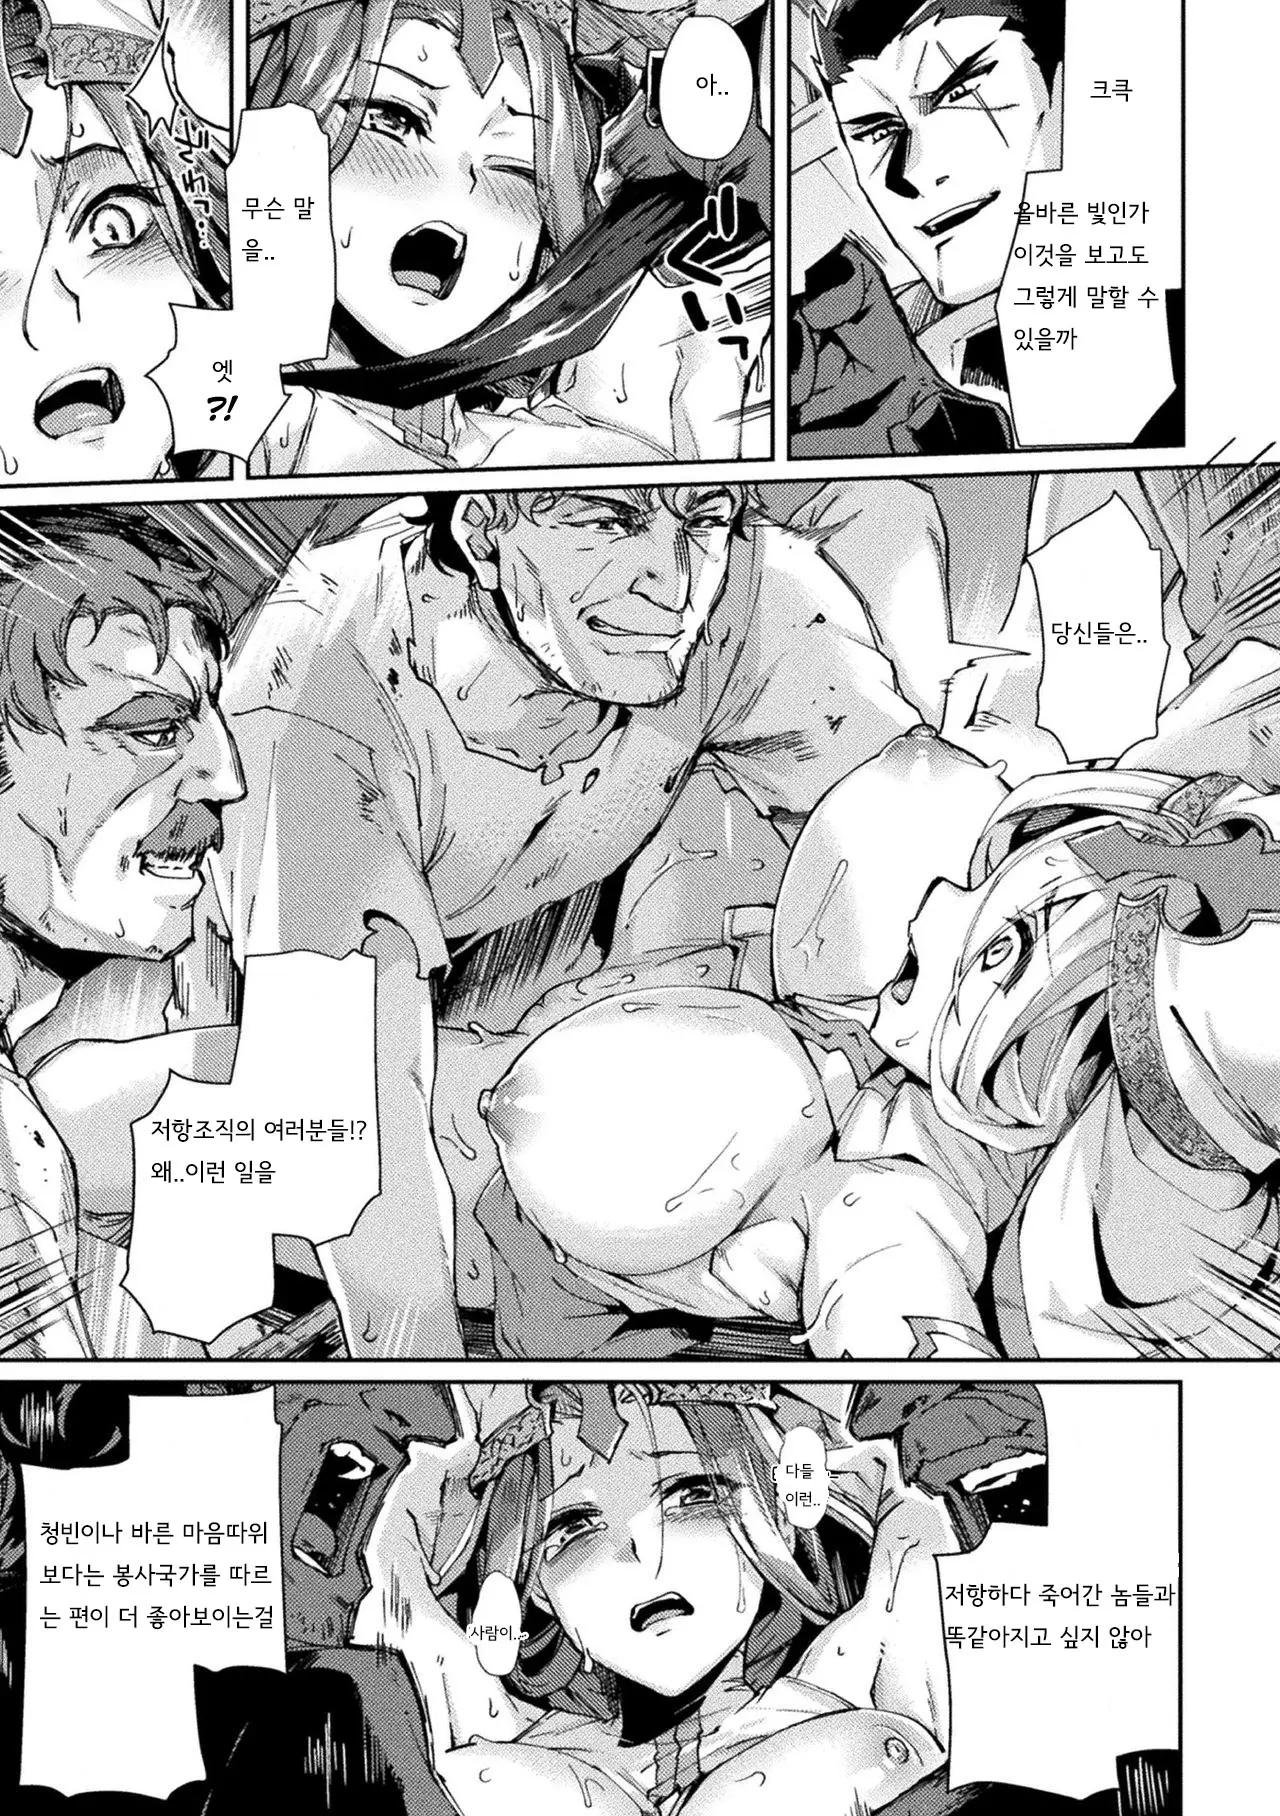 크큭
올바른 빛인가
이것을 보고도
그렇게 말할 수
있을까
아..
무슨 말
을..
엣
?!
당신들은..
저항조직의 여러분들!?
왜..이런 일을
저항하다 죽어간 놈들과
똑같아지고 싶지 않아
다들
이런..
사람이...
청빈이나 바른 마음따위
보다는 봉사국가를 따르
는 편이 더 좋아보이는걸